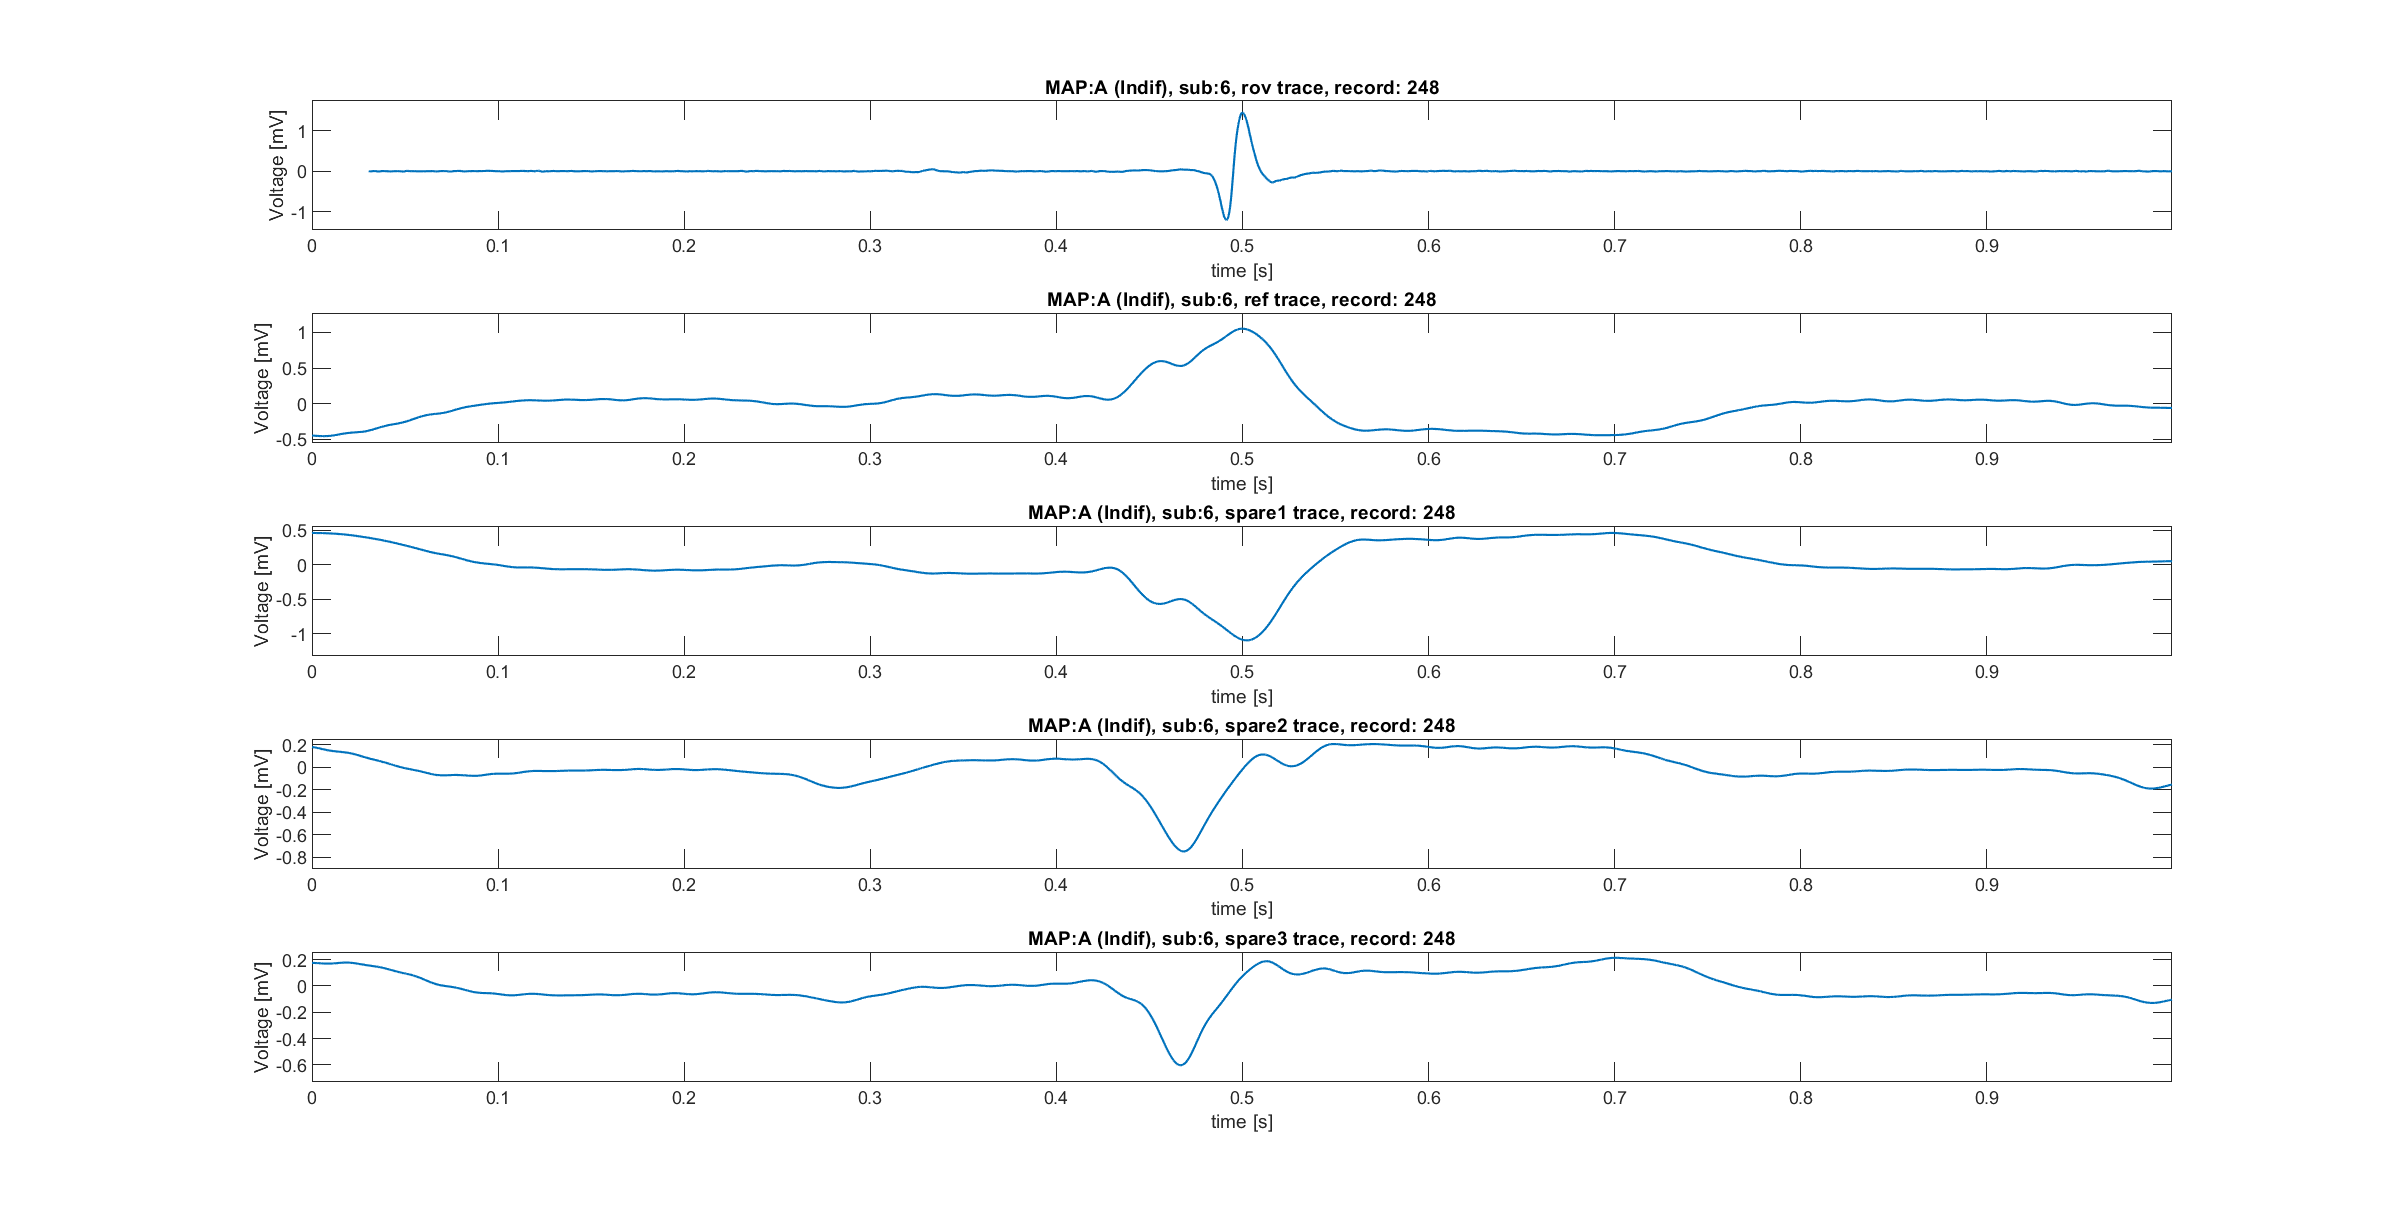 MAP:A (Indif), sub:6, rov trace, record: 248
Voltage [mV]
1
0
-1
0 0.1 0.2 0.3 0.4 0.5 0.6 0.7 0.8 0.9
time [s]
MAP:A (Indif), sub:6, ref trace, record: 248
Voltage [mV]
1
0.5
0
-0.5
0 0.1 0.2 0.3 0.4 0.5 0.6 0.7 0.8 0.9
time [s]
MAP:A (Indif), sub:6, spare1 trace, record: 248
Voltage [mV]
0.5
0
-0.5
-1
0 0.1 0.2 0.3 0.4 0.5 0.6 0.7 0.8 0.9
time [s]
MAP:A (Indif), sub:6, spare2 trace, record: 248
Voltage [mV]
0.2
0
-0.2
-0.4
-0.6
-0.8
0 0.1 0.2 0.3 0.4 0.5 0.6 0.7 0.8 0.9
time [s]
MAP:A (Indif), sub:6, spare3 trace, record: 248
Voltage [mV]
0.2
0
-0.2
-0.4
-0.6
0 0.1 0.2 0.3 0.4 0.5 0.6 0.7 0.8 0.9
time [s]